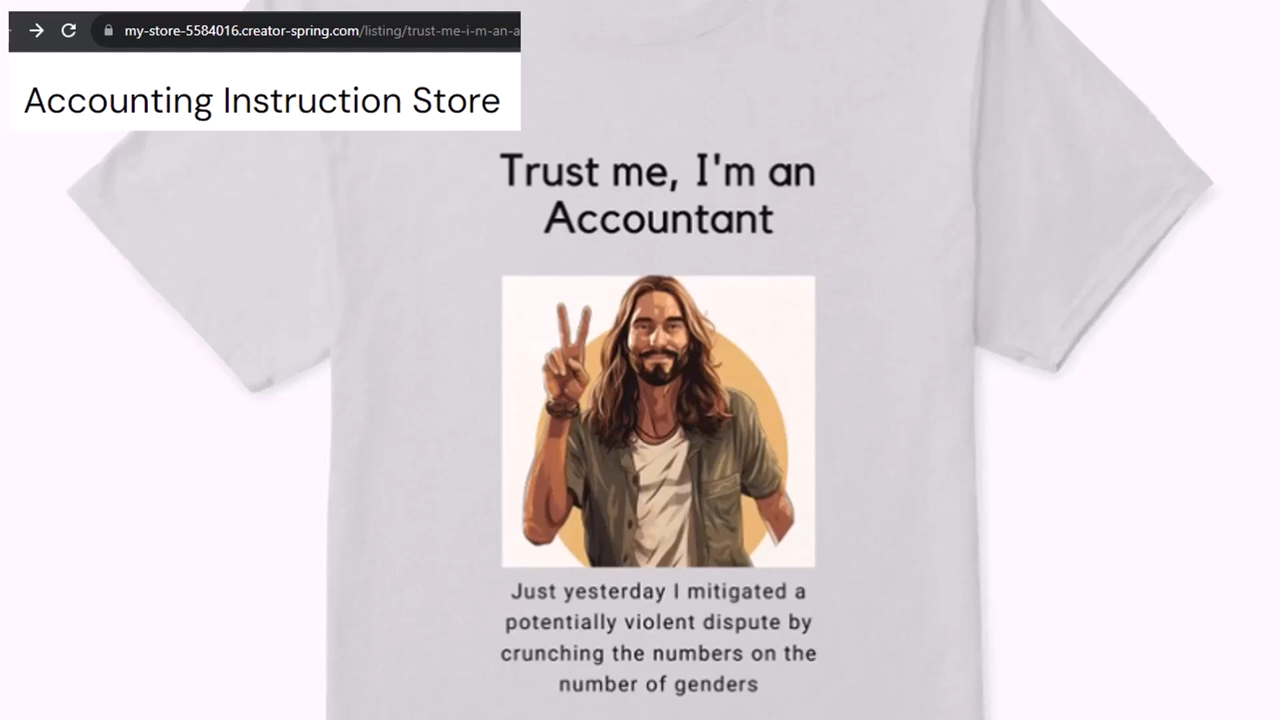 my-store-5584016.creator-spring.com/listing/trust-me-i-m-an-a
Accounting Instruction Store
Trust me, I'm an
Accountant
Just yesterday I mitigated a
potentially violent dispute by
crunching the numbers on the
number of genders